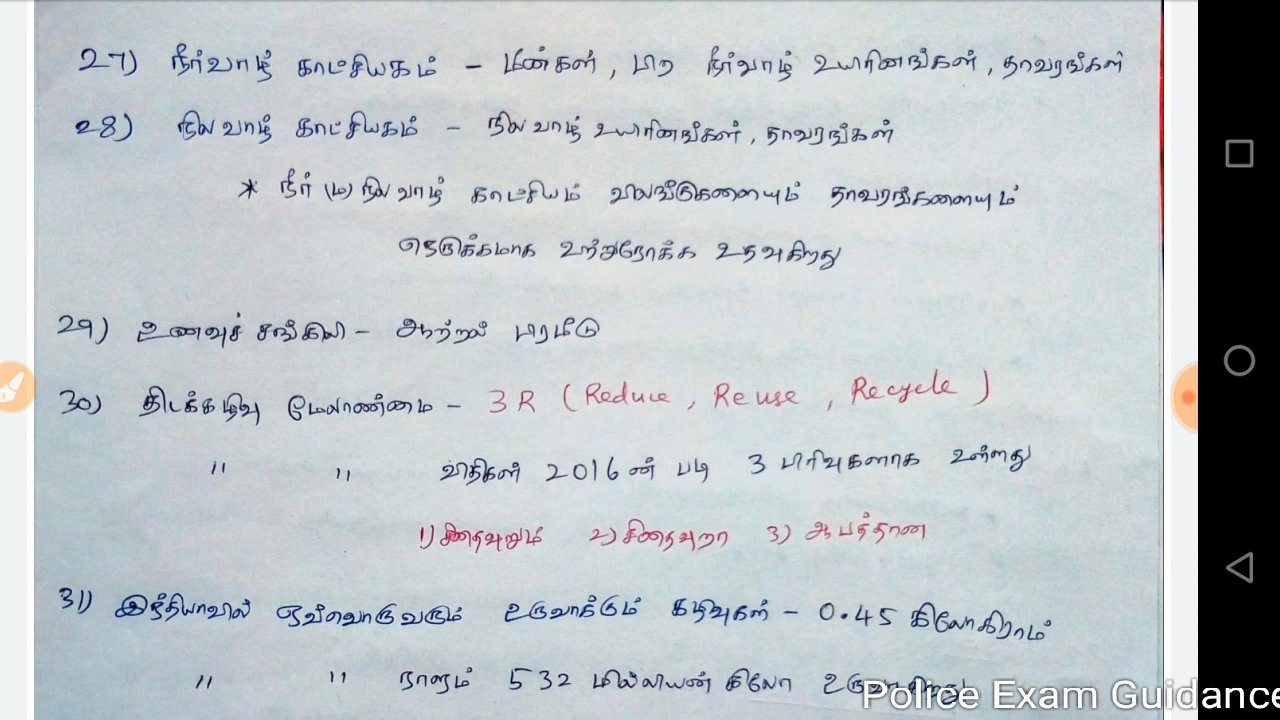 27) நீர்வாழ் காட்சியகம் - மீன்கள், பிற நீர்வாழ் உயிரினங்கள், தாவரங்கள்
28) நிலவாழ் காட்சியகம் - நிலவாழ் உயிரினங்கள், தாவரங்கள்
* நீர் (ம) நிலவாழ் காட்சியம் விலங்குகளையும் தாவரங்களையும்
நெருக்கமாக உற்றுநோக்க உதவுகிறது
29) உணவுச் சங்கிலி - ஆற்றல் பிரமீடு
30) திடக்கழிவு மேலாண்மை - 3R (Reduce, Reuse, Recycle)
" " விதிகள் 2016ன் படி 3 பிரிவுகளாக உள்ளது
1) சிதைவுறும் 2) சிதைவுறா 3) ஆபத்தான
31) இந்தியாவில் ஒவ்வொருவரும் உருவாக்கும் கழிவுகள் - 0.45 கிலோகிராம்
" " நாளும் 532 மில்லியன் கிலோ
Police Exam Guidance